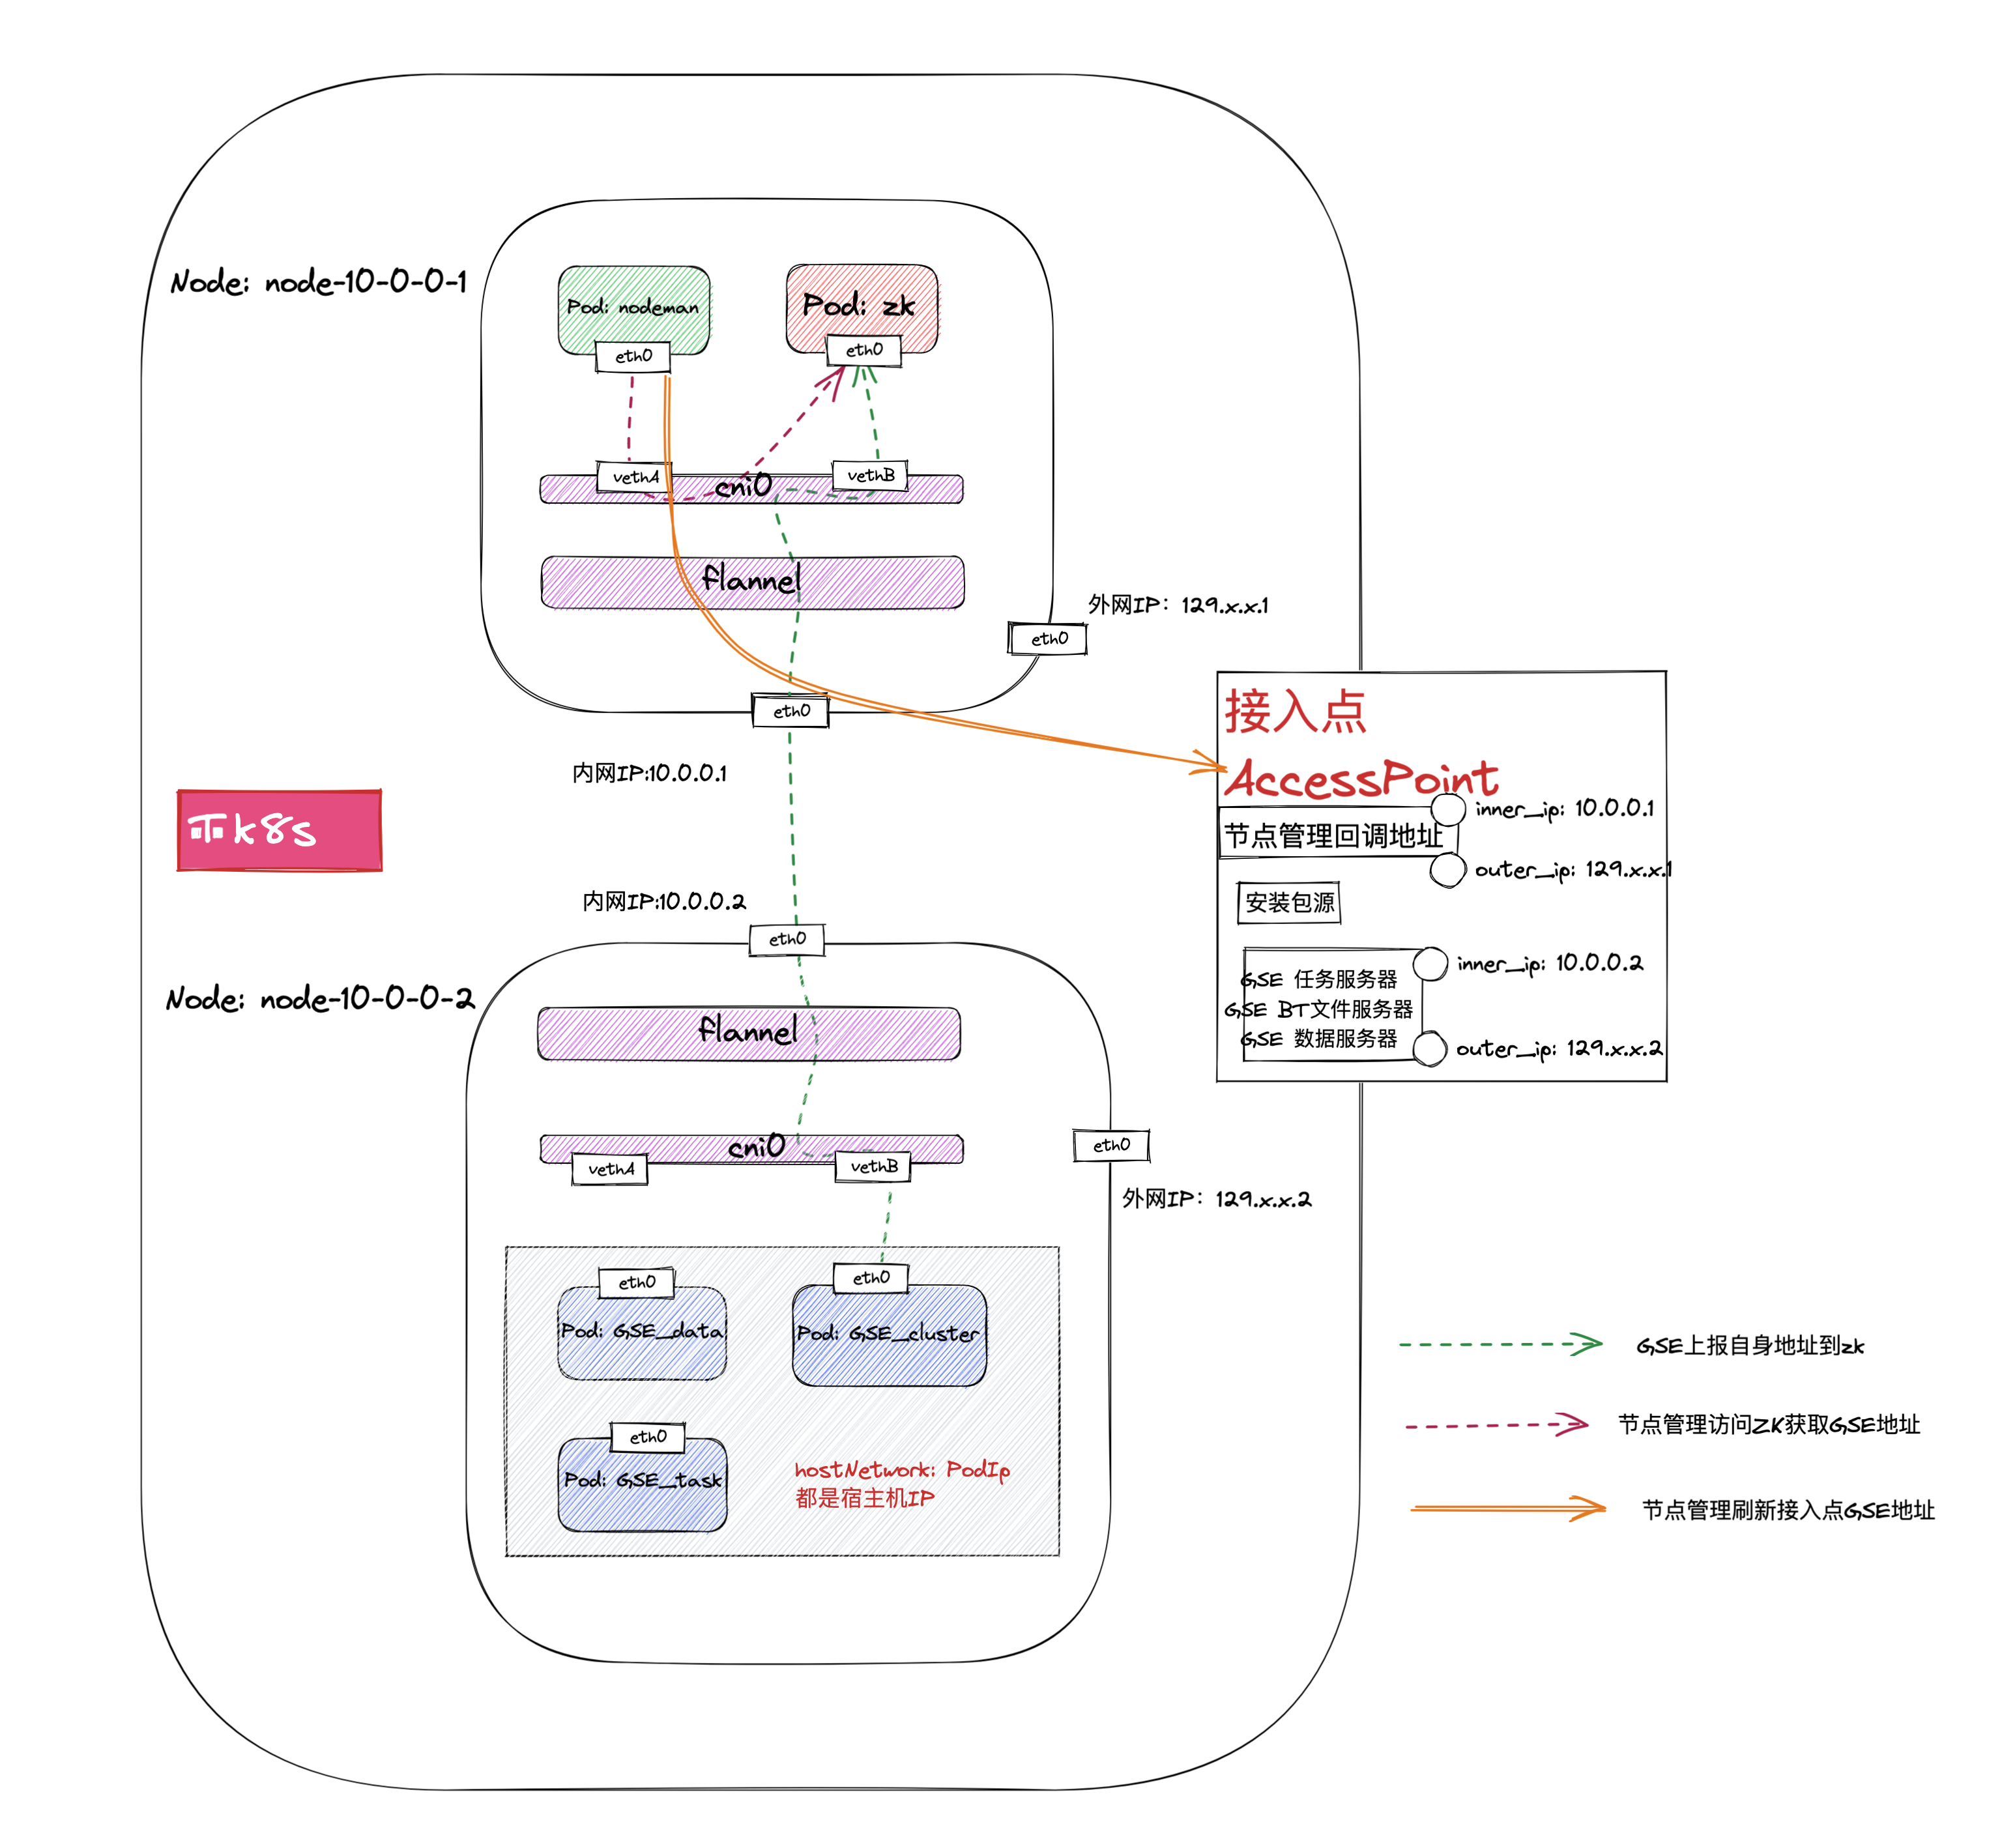 Node: node-10-0-0-1
Pod: nodeman
Pod: zk
eth0
eth0
vethA
cni0
vethB
flannel
外网IP: 129.x.x.1
eth0
eth0
内网IP:10.0.0.1
接入点
AccessPoint
节点管理回调地址
inner_ip: 10.0.0.1
outer_ip: 129.x.x.1
安装包源
GSE 任务服务器
GSE BT文件服务器
GSE 数据服务器
inner_ip: 10.0.0.2
outer_ip: 129.x.x.2
k8s
内网IP:10.0.0.2
eth0
Node: node-10-0-0-2
flannel
cni0
vethA
vethB
eth0
外网IP: 129.x.x.2
eth0
eth0
Pod: GSE_data
Pod: GSE_cluster
eth0
Pod: GSE_task
hostNetwork: PodIp
都是宿主机IP
GSE上报自身地址到zk
节点管理访问ZK获取GSE地址
节点管理刷新接入点GSE地址